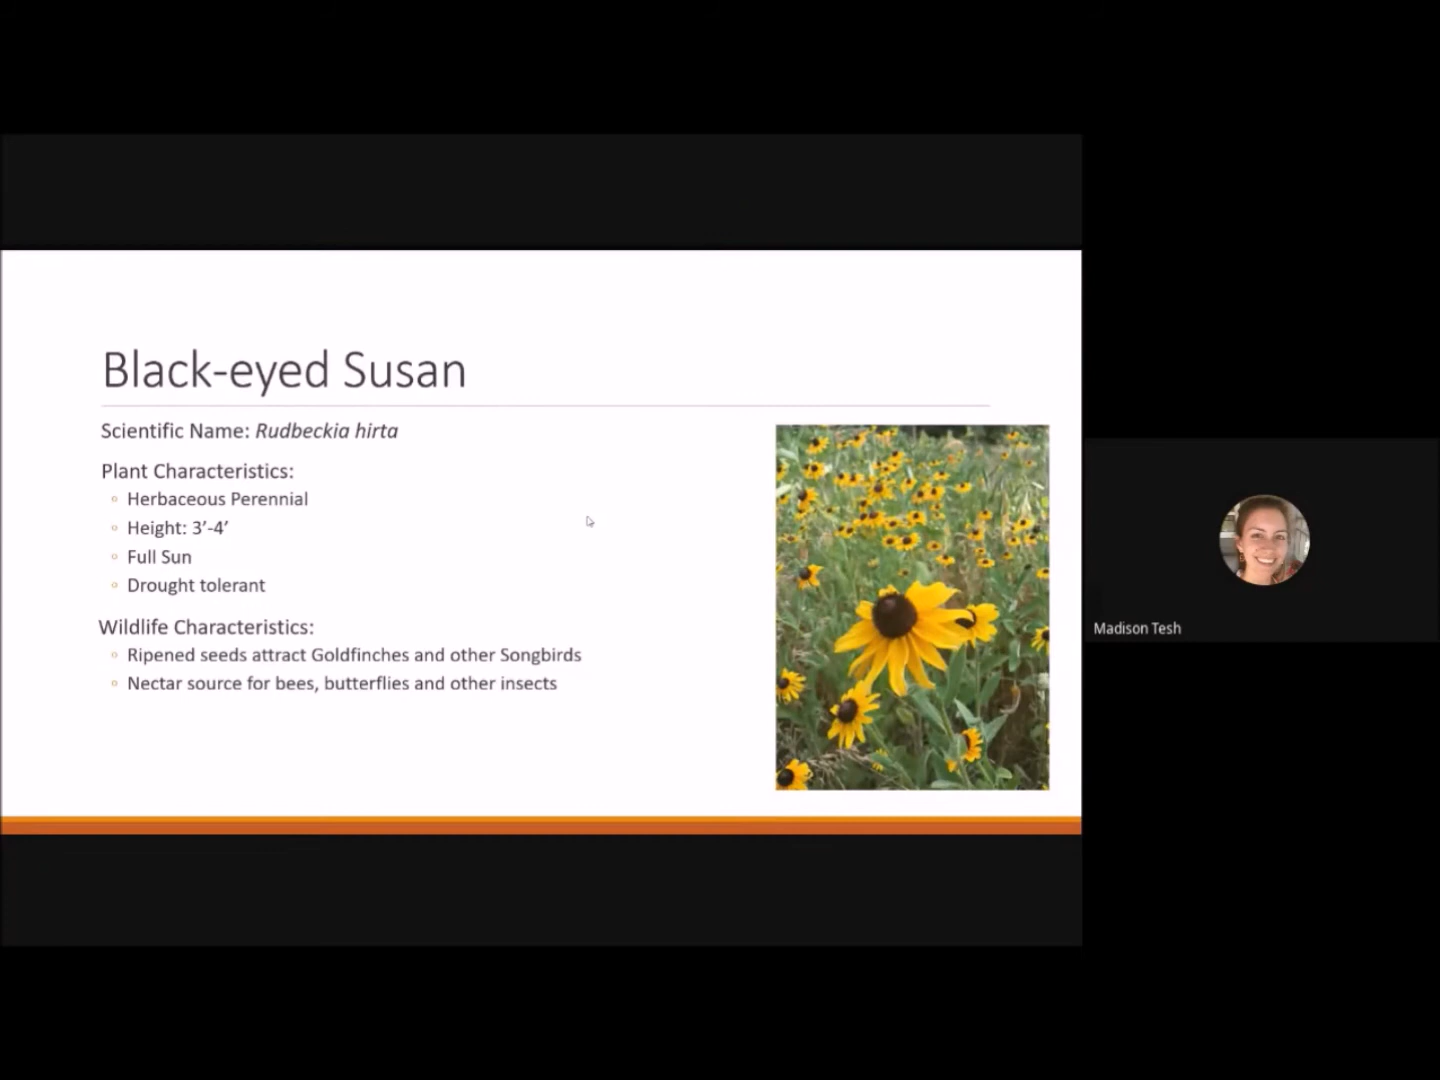 Black-eyed Susan
Scientific Name: Rudbeckia hirta
Plant Characteristics:
Herbaceous Perennial
Height: 3’-4’
Full Sun
Drought tolerant
Wildlife Characteristics:
Ripened seeds attract Goldfinches and other Songbirds
Nectar source for bees, butterflies and other insects
Madison Tesh